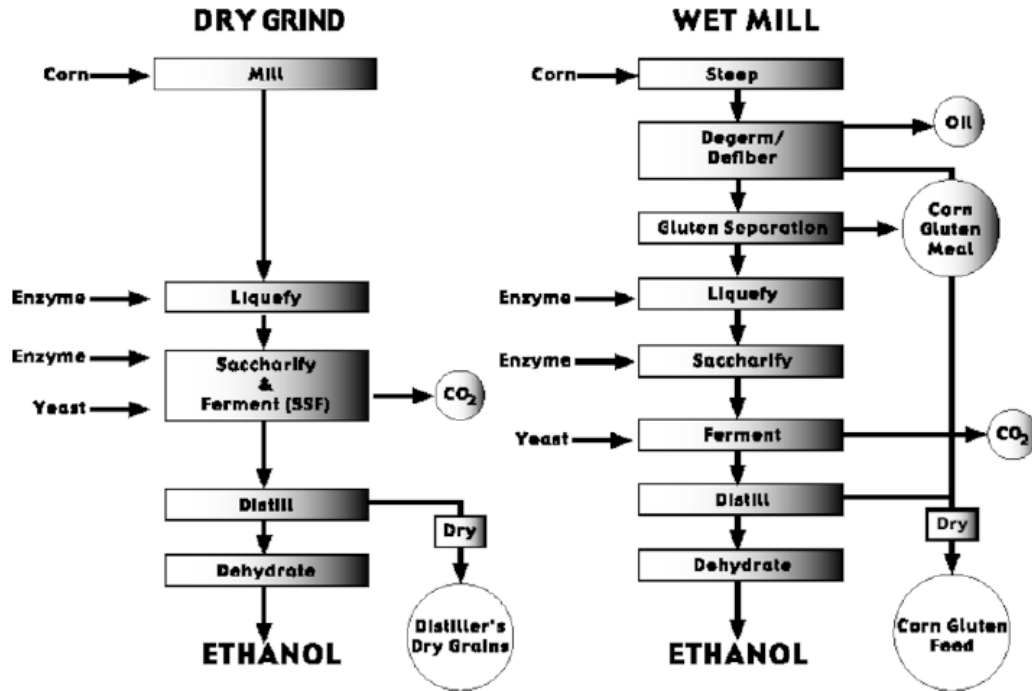 DRY GRIND
Corn
Mill
Enzyme
Liquefy
Enzyme
Saccharify
&
Ferment (SSF)
Yeast
CO2
Distill
Dry
Dehydrate
Distiller's
Dry Grains
ETHANOL
WET MILL
Corn
Steep
Degerm/
Defiber
Oil
Gluten Separation
Corn
Gluten
Meal
Enzyme
Liquefy
Enzyme
Saccharify
Yeast
Ferment
CO2
Distill
Dry
Dehydrate
Corn Gluten
Feed
ETHANOL